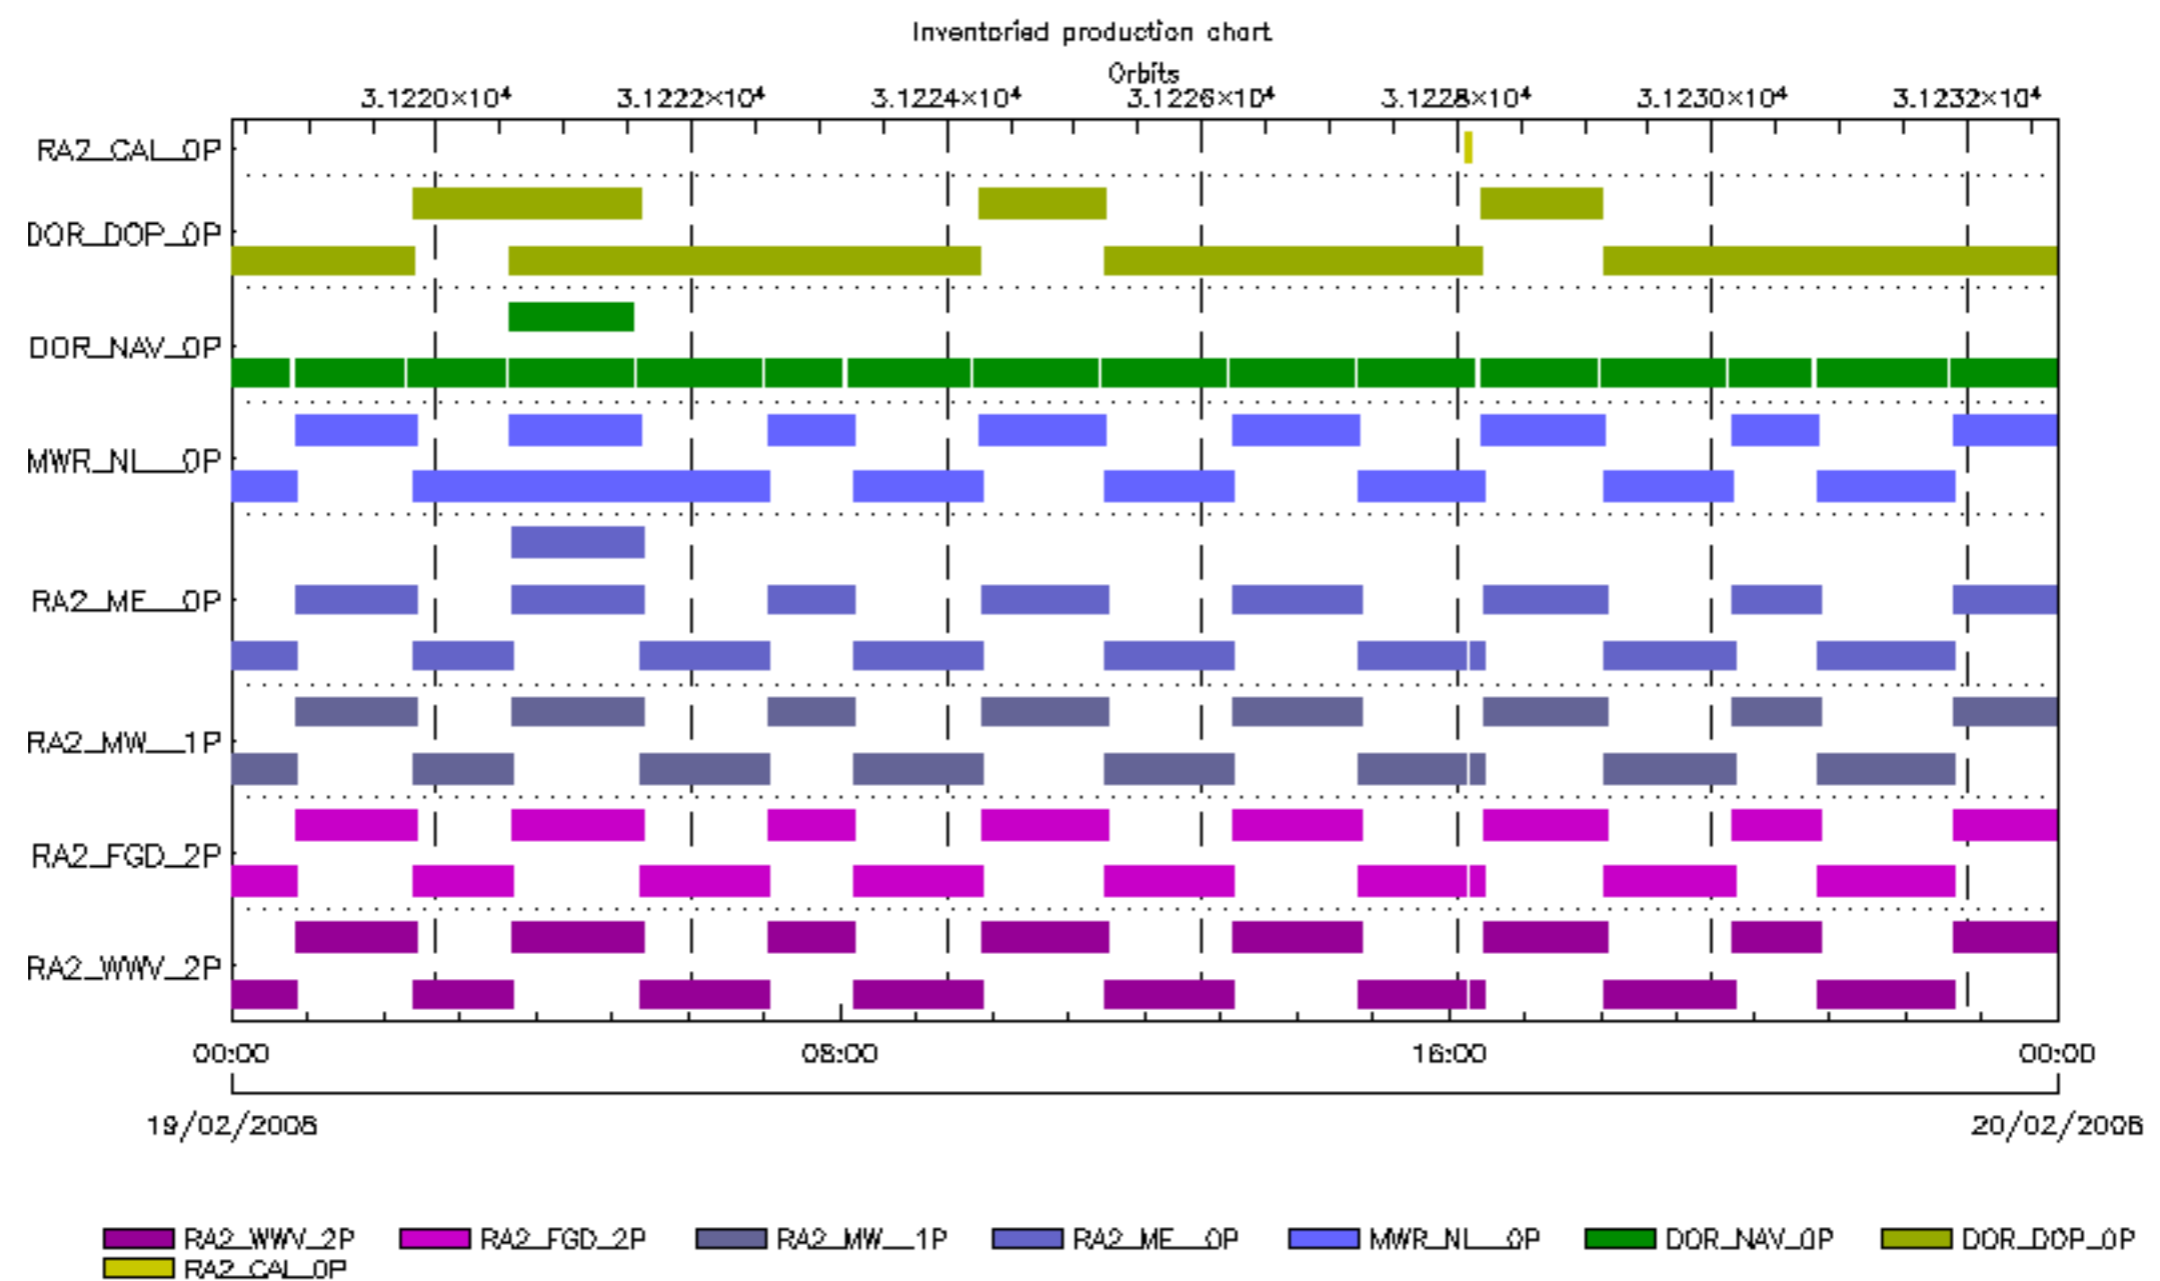 Inventoried production chart
Orbits
3.1220×10⁴ 3.1222×10⁴ 3.1224×10⁴ 3.1226×10⁴ 3.1228×10⁴ 3.1230×10⁴ 3.1232×10⁴
RA2_CAL_0P
DOR_DOP_0P
DOR_NAV_0P
MWR_NL__0P
RA2_ME__0P
RA2_MW__1P
RA2_FGD_2P
RA2_WWV_2P
00:00 08:00 16:00 00:00
19/02/2008 20/02/2008
RA2_WWV_2P RA2_FGD_2P RA2_MW__1P RA2_ME__0P MWR_NL__0P DOR_NAV_0P DOR_DOP_0P
RA2_CAL_0P